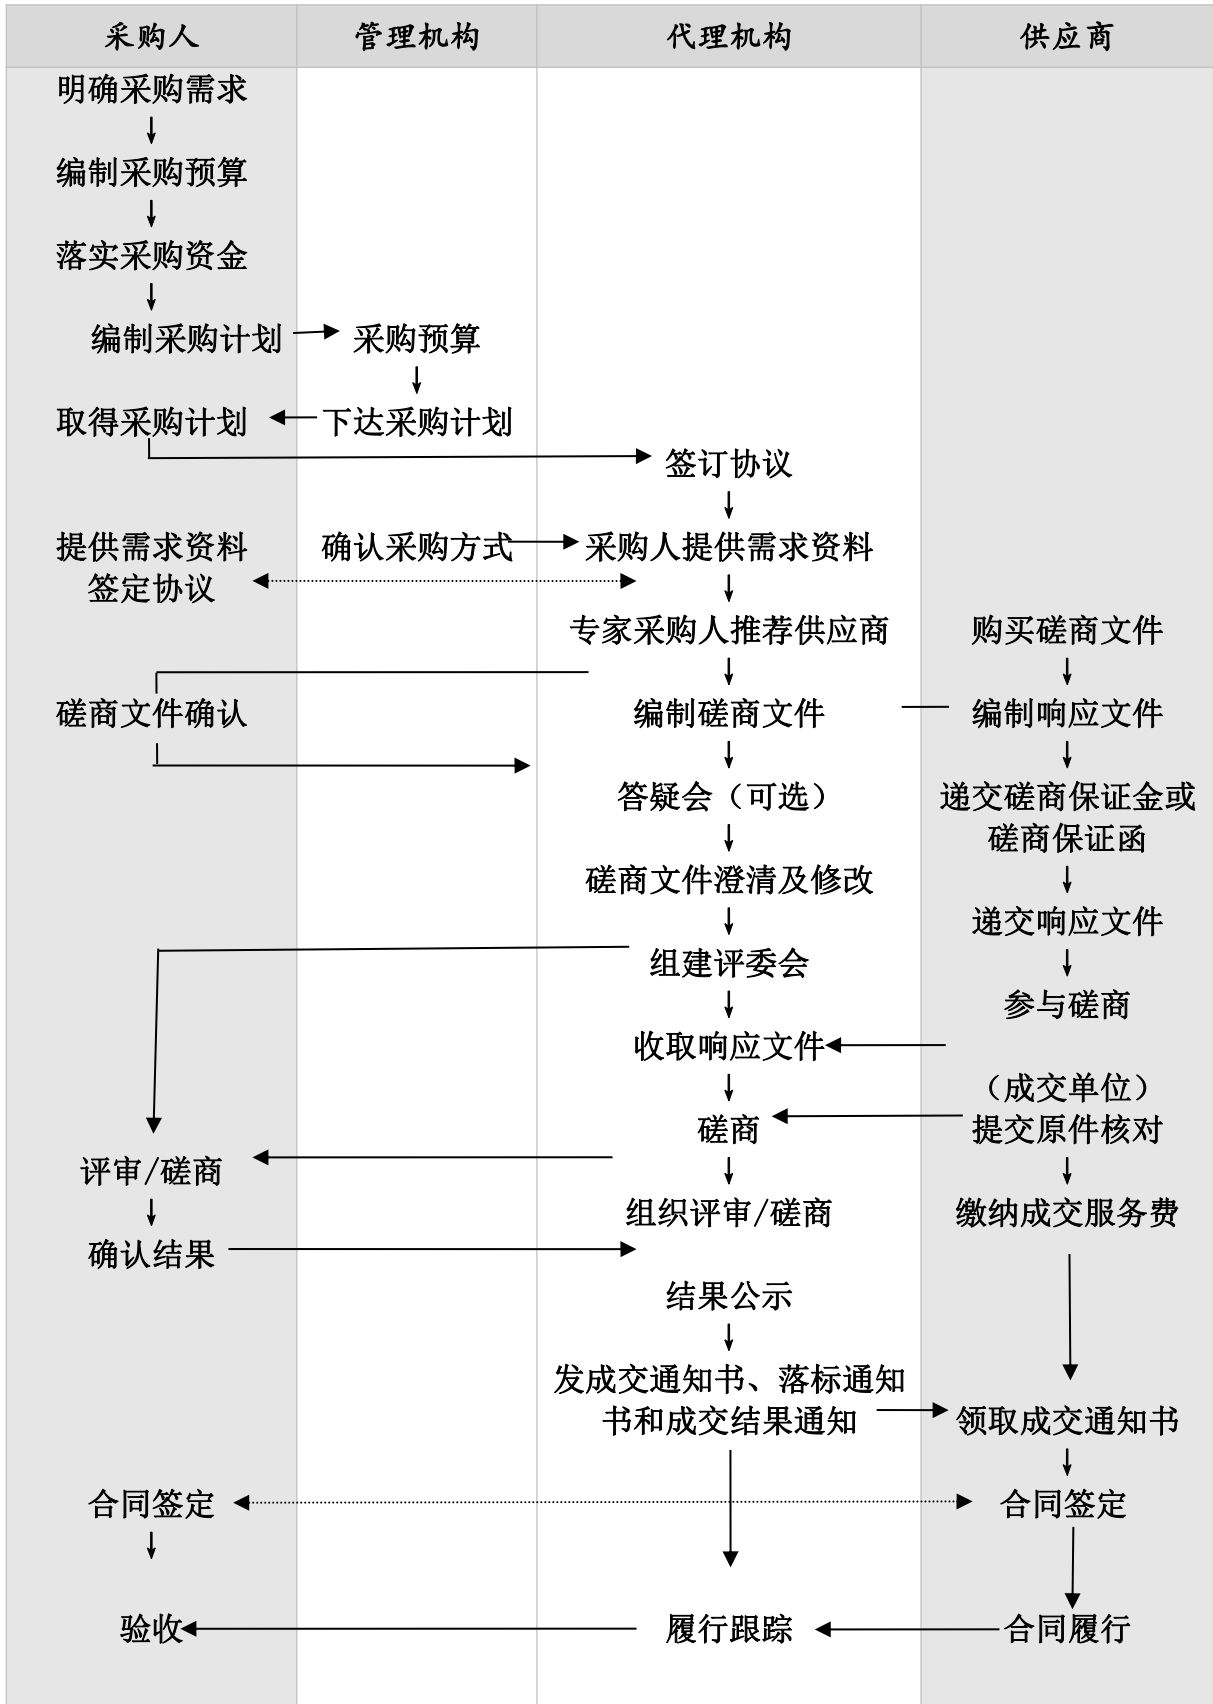 采购人 管理机构 代理机构 供应商
明确采购需求
编制采购预算
落实采购资金
编制采购计划 采购预算
取得采购计划 下达采购计划
签订协议
提供需求资料 确认采购方式 采购人提供需求资料
签定协议
专家采购人推荐供应商 购买磋商文件
磋商文件确认 编制磋商文件 编制响应文件
答疑会（可选） 递交磋商保证金或
磋商保证函
磋商文件澄清及修改
递交响应文件
组建评委会
参与磋商
收取响应文件
（成交单位）
磋商 提交原件核对
评审/磋商
组织评审/磋商 缴纳成交服务费
确认结果
结果公示
发成交通知书、落标通知
书和成交结果通知 领取成交通知书
合同签定 合同签定
验收 履行跟踪 合同履行